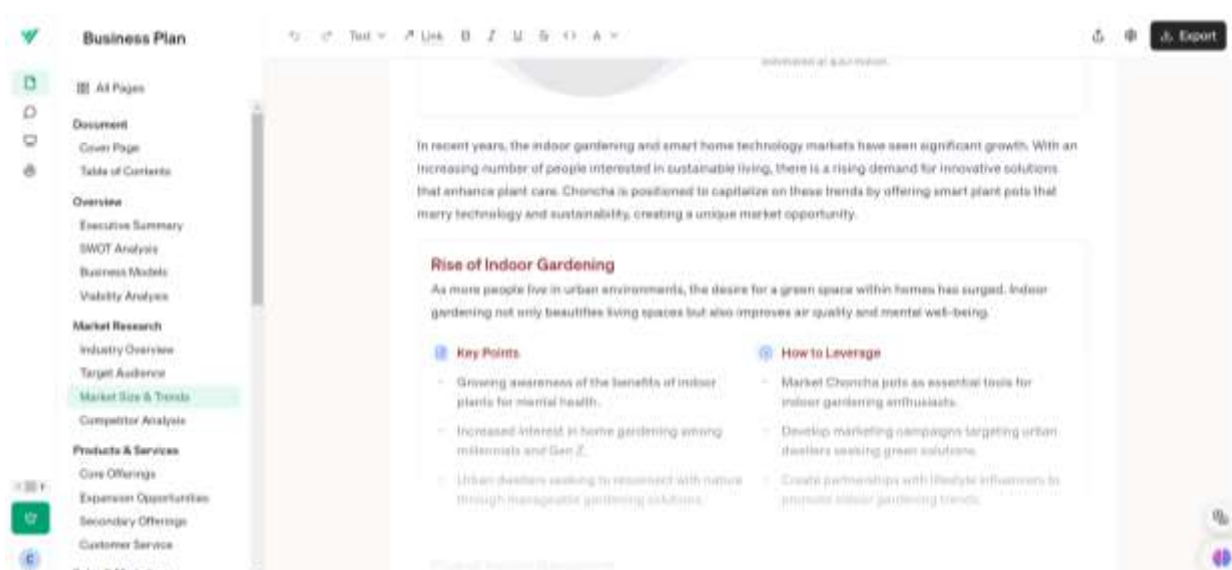 Business Plan
Text
Link
B I U S <> A
Export
All Pages
Document
Cover Page
Table of Contents
Overview
Executive Summary
SWOT Analysis
Business Models
Viability Analysis
Market Research
Industry Overview
Target Audience
Market Size & Trends
Competitor Analysis
Products & Services
Core Offerings
Expansion Opportunities
Secondary Offerings
Customer Service
C
In recent years, the indoor gardening and smart home technology markets have seen significant growth. With an
increasing number of people interested in sustainable living, there is a rising demand for innovative solutions
that enhance plant care. Choncha is positioned to capitalize on these trends by offering smart plant pots that
marry technology and sustainability, creating a unique market opportunity.
Rise of Indoor Gardening
As more people live in urban environments, the desire for a green space within homes has surged. Indoor
gardening not only beautifies living spaces but also improves air quality and mental well-being.
Key Points
Growing awareness of the benefits of indoor
plants for mental health.
Increased interest in home gardening among
millennials and Gen Z.
Urban dwellers seeking to reconnect with nature
through manageable gardening solutions.
How to Leverage
Market Choncha pots as essential tools for
indoor gardening enthusiasts.
Develop marketing campaigns targeting urban
dwellers seeking green solutions.
Create partnerships with lifestyle influencers to
promote indoor gardening trends.